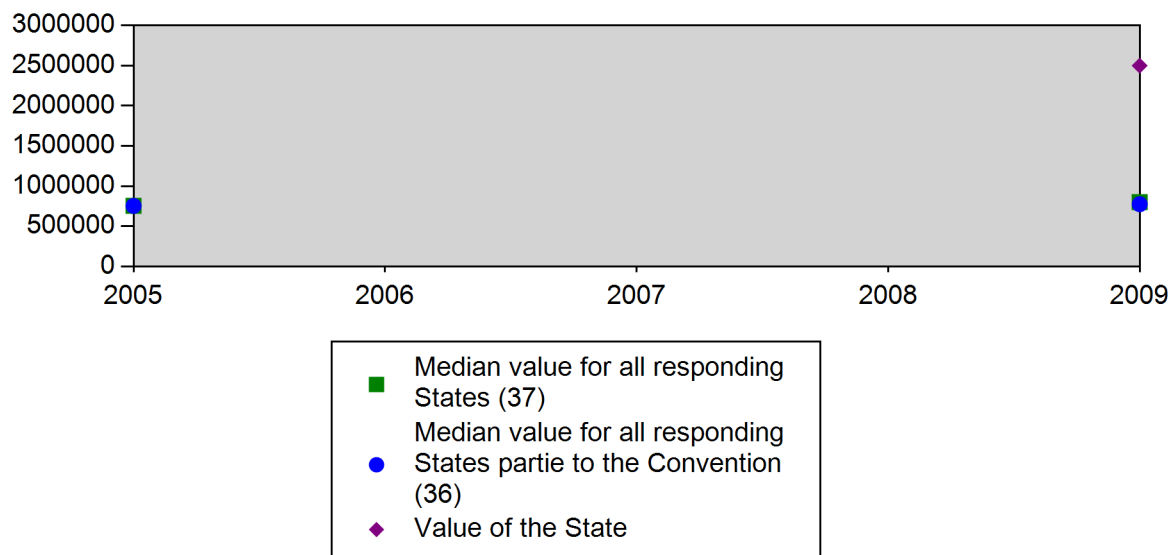 3000000
2500000
2000000
1500000
1000000
500000
0
2005 2006 2007 2008 2009
Median value for all responding
States (37)
Median value for all responding
States partie to the Convention
(36)
Value of the State